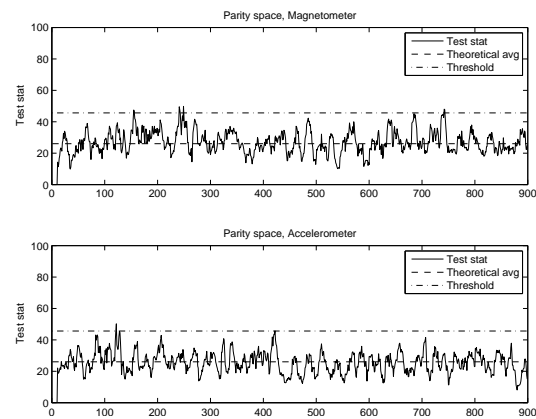 Parity space, Magnetometer
100
80
60
40
20
0
Test stat
Test stat
Theoretical avg
Threshold
0 100 200 300 400 500 600 700 800 900
Parity space, Accelerometer
100
80
60
40
20
0
Test stat
Test stat
Theoretical avg
Threshold
0 100 200 300 400 500 600 700 800 900